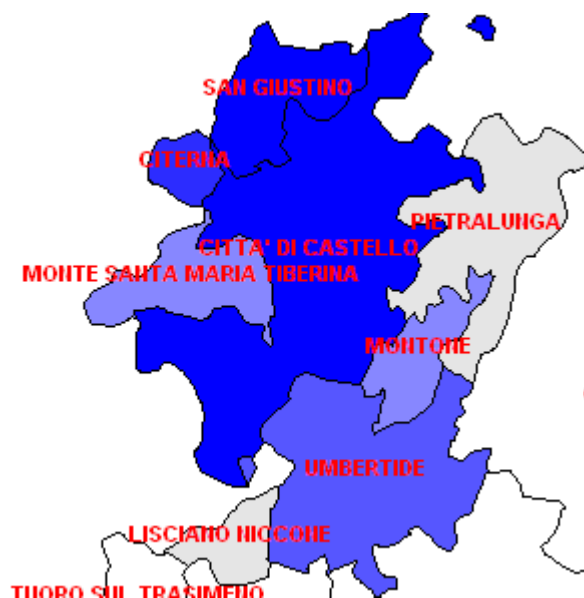 SAN GIUSTINO
CITERNA
PIETRALUNGA
CITTA' DI CASTELLO
MONTE SANTA MARIA TIBERINA
MONTONE
UMBERTIDE
LISCIANO NICCONE
TUORO SUL TRASIMENO